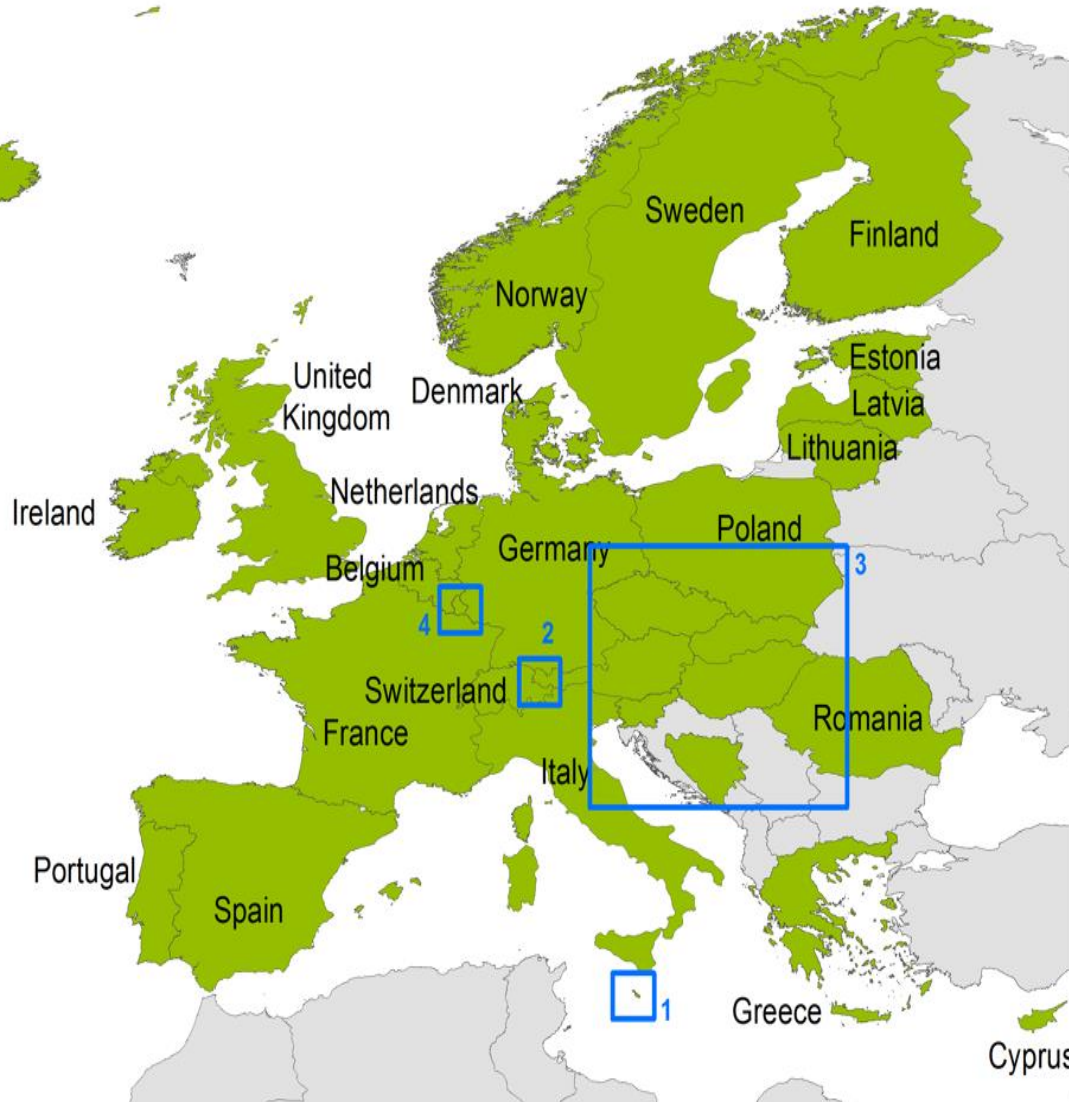 Sweden
Finland
Norway
Estonia
United
Kingdom
Denmark
Latvia
Lithuania
Netherlands
Ireland
Poland
Germany
Belgium
3
4
2
Switzerland
Romania
France
Italy
Portugal
Spain
1
Greece
Cyprus